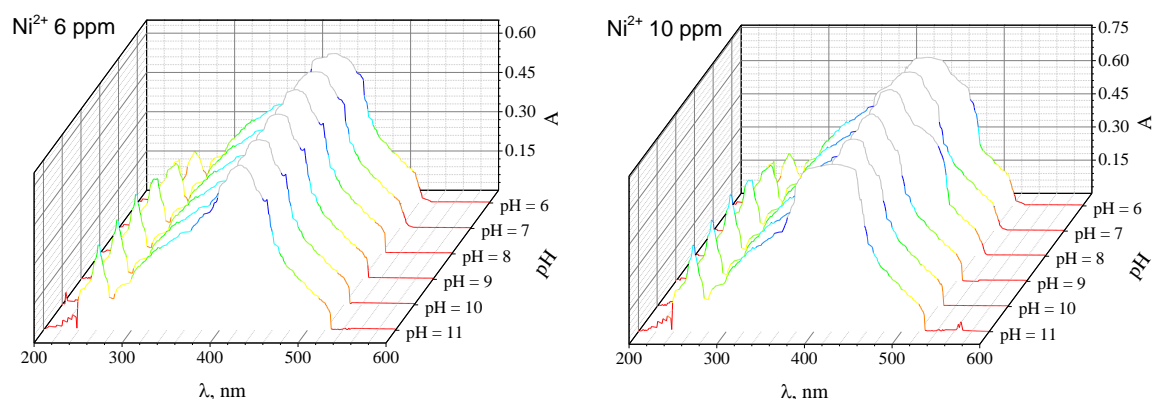 Ni²⁺ 6 ppm
0.60
0.45
0.30
0.15
A
pH = 6
pH = 7
pH = 8
pH = 9
pH = 10
pH = 11
pH
200
300
400
500
600
λ, nm
Ni²⁺ 10 ppm
0.75
0.60
0.45
0.30
0.15
A
pH = 6
pH = 7
pH = 8
pH = 9
pH = 10
pH = 11
pH
200
300
400
500
600
λ, nm